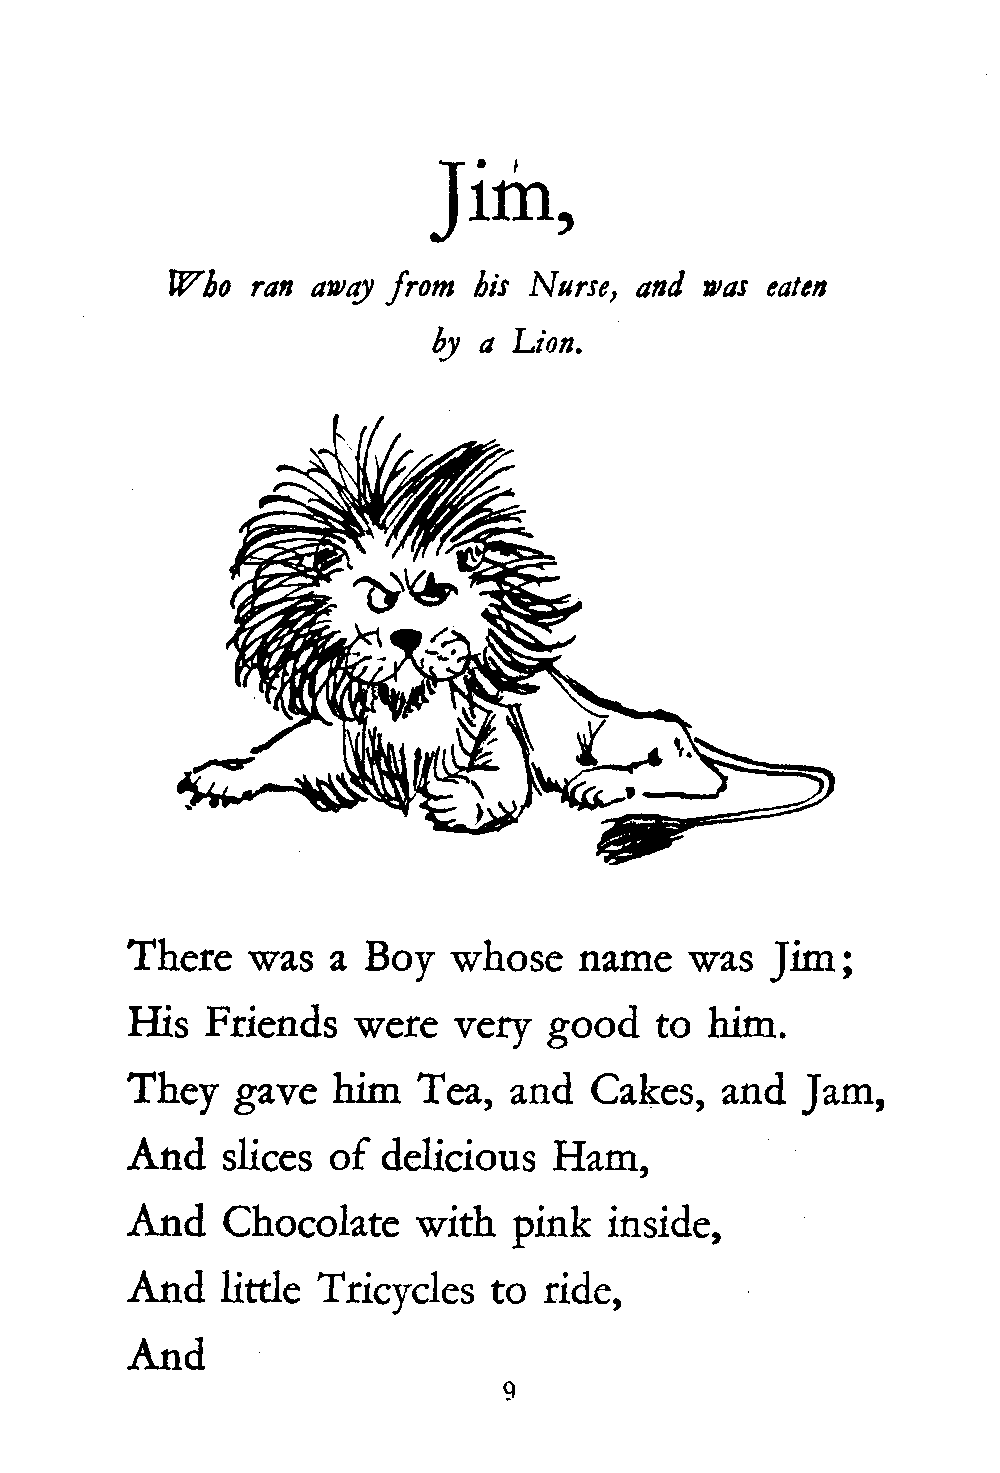 Jim,
Who ran away from his Nurse, and was eaten
by a Lion.
There was a Boy whose name was Jim;
His Friends were very good to him.
They gave him Tea, and Cakes, and Jam,
And slices of delicious Ham,
And Chocolate with pink inside,
And little Tricycles to ride,
And
9